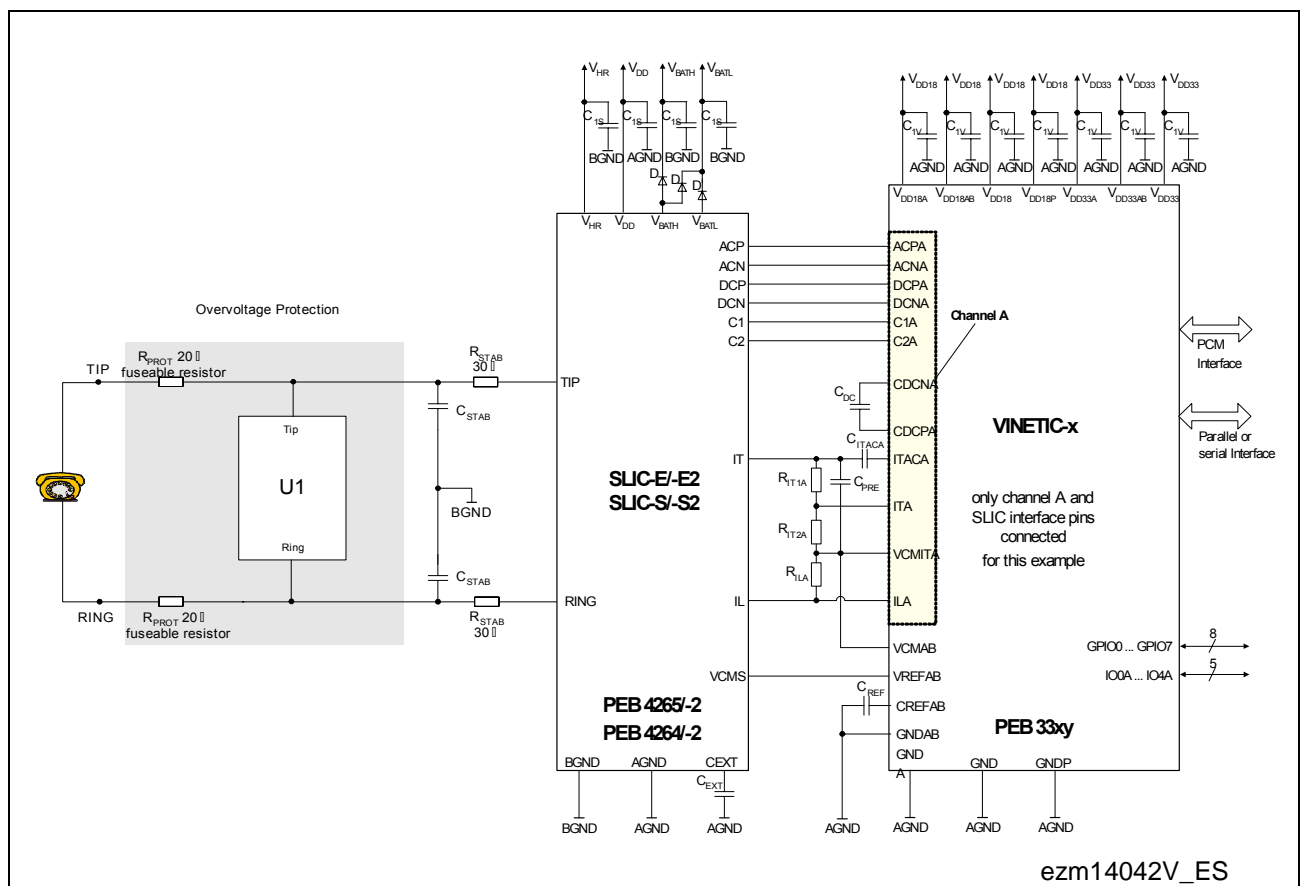 VHR VDD VBATH VBATL
C1S C1S C1S C1S
BGND AGND BGND BGND
D D D
VHR VDD VBATH VBATL
VDD18 VDD18 VDD18 VDD18 VDD33 VDD33 VDD33
C1V C1V C1V C1V C1V C1V C1V
AGND AGND AGND AGND AGND AGND AGND
VDD18A VDD18AB VDD18 VDD18P VDD33A VDD33AB VDD33
Overvoltage Protection
TIP
RPROT 20
fuseable resistor
RSTAB
30
CSTAB
Tip
U1
Ring
BGND
CSTAB
RING
RPROT 20
fuseable resistor
RSTAB
30
TIP
RING
SLIC-E/-E2
SLIC-S/-S2
PEB 4265/-2
PEB 4264/-2
ACP
ACN
DCP
DCN
C1
C2
IT
IL
VCMS
BGND AGND CEXT
CEXT
BGND AGND AGND
CDC
CITACA
RIT1A
CPRE
RIT2A
RILA
CREF
AGND
ACPA
ACNA
DCPA
DCNA
C1A
C2A
CDCNA
CDCPA
ITACA
ITA
VCMITA
ILA
VCMAB
VREFAB
CREFAB
GNDAB
GND
A
GND GNDP
AGND AGND AGND
Channel A
VINETIC-x
only channel A and
SLIC interface pins
connected
for this example
PEB 33xy
PCM
Interface
Parallel or
serial Interface
GPIO0 ... GPIO7
8
IO0A ... IO4A
5
ezm14042V_ES